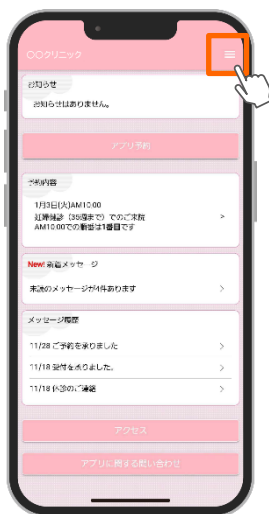 〇〇クリニック
お知らせ
お知らせはありません。
アプリ予約
予約内容
1月3日(火)AM10:00
妊婦健診（35週まで）でのご来院
AM10:00での順番は1番目です
>
New! 新着メッセージ
未読のメッセージが4件あります
>
メッセージ履歴
11/28 ご予約を承りました
>
11/18 受付を承りました。
>
11/18 休診のご連絡
>
アクセス
アプリに関する問い合わせ